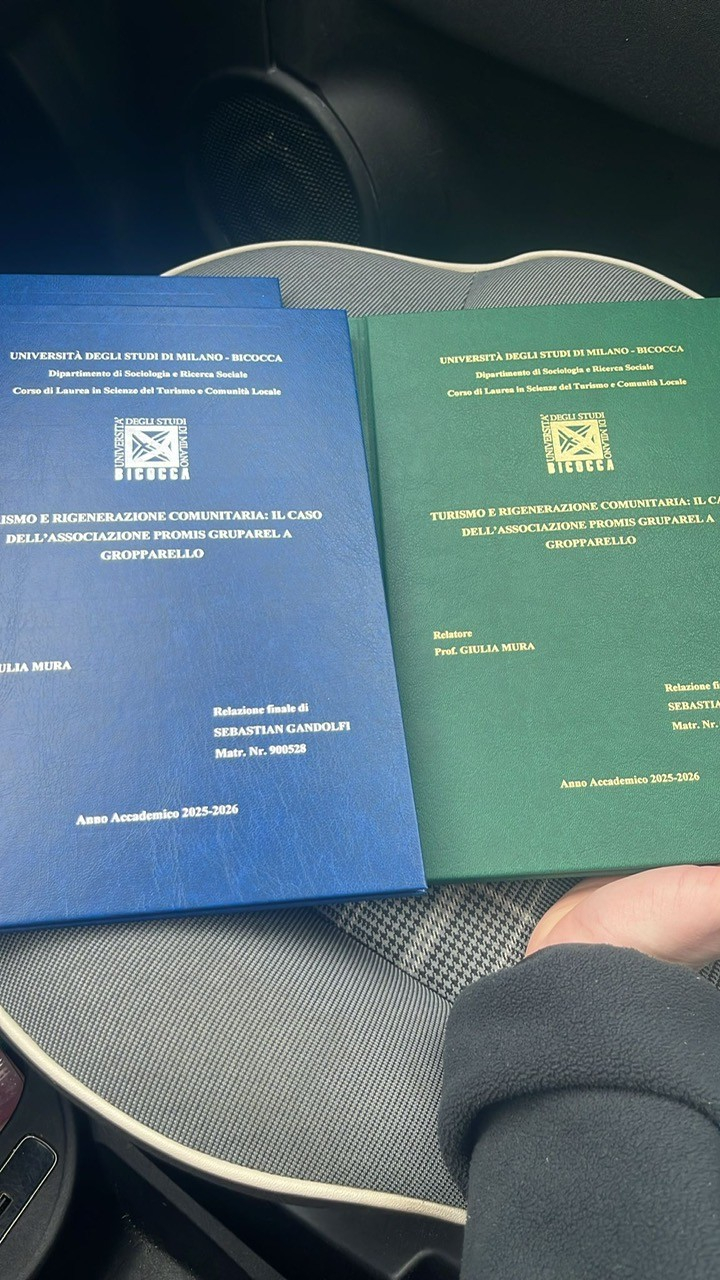 UNIVERSITÀ DEGLI STUDI DI MILANO - BICOCCA
Dipartimento di Sociologia e Ricerca Sociale
Corso di Laurea in Scienze del Turismo e Comunità Locale
UNIVERSITA' DEGLI STUDI DI MILANO
BICOCCA
ISMO E RIGENERAZIONE COMUNITARIA: IL CASO
DELL'ASSOCIAZIONE PROMIS GRUPAREL A
GROPPARELLO
ULIA MURA
Relazione finale di
SEBASTIAN GANDOLFI
Matr. Nr. 900528
Anno Accademico 2025-2026
UNIVERSITÀ DEGLI STUDI DI MILANO - BICOCCA
Dipartimento di Sociologia e Ricerca Sociale
Corso di Laurea in Scienze del Turismo e Comunità Locale
UNIVERSITA' DEGLI STUDI DI MILANO
BICOCCA
TURISMO E RIGENERAZIONE COMUNITARIA: IL CA
DELL'ASSOCIAZIONE PROMIS GRUPAREL A
GROPPARELLO
Relatore
Prof. GIULIA MURA
Relazione fi
SEBASTIA
Matr. Nr.
Anno Accademico 2025-2026